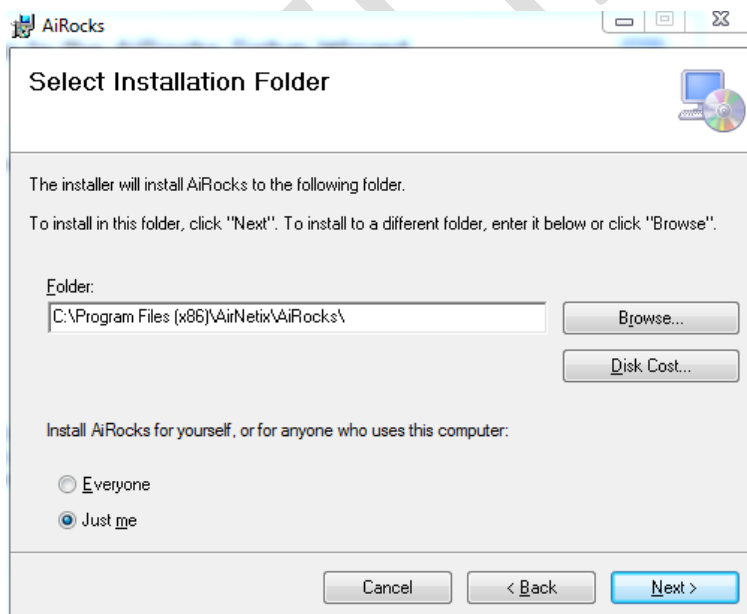 AiRocks
Select Installation Folder
The installer will install AiRocks to the following folder.
To install in this folder, click "Next". To install to a different folder, enter it below or click "Browse".
Folder:
C:\Program Files (x86)\AirNetix\AiRocks\
Browse...
Disk Cost...
Install AiRocks for yourself, or for anyone who uses this computer:
Everyone
Just me
Cancel
< Back
Next >